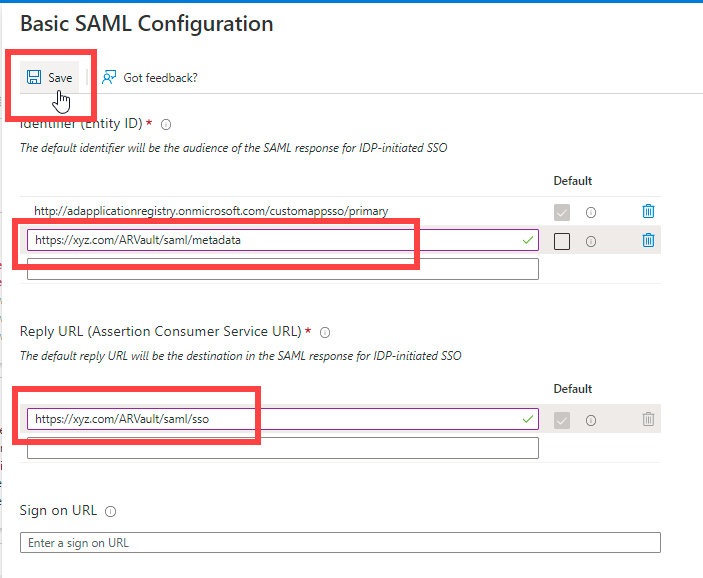 Basic SAML Configuration
Save
Got feedback?
Identifier (Entity ID) *
The default identifier will be the audience of the SAML response for IDP-initiated SSO
Default
http://adapplicationregistry.onmicrosoft.com/customappsso/primary
https://xyz.com/ARVault/saml/metadata
Reply URL (Assertion Consumer Service URL) *
The default reply URL will be the destination in the SAML response for IDP-initiated SSO
Default
https://xyz.com/ARVault/saml/sso
Sign on URL
Enter a sign on URL